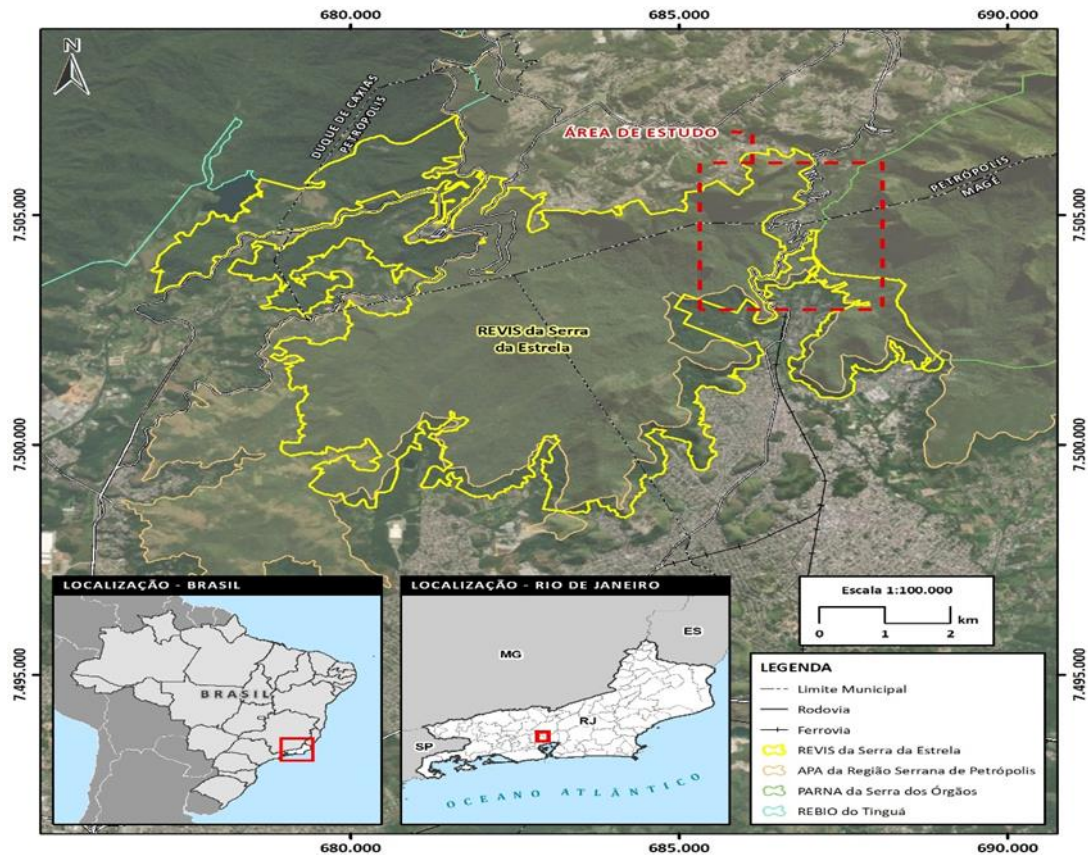 680.000
685.000
690.000
N
DUQUE DE CAXIAS
PETRÓPOLIS
ÁREA DE ESTUDO
PETRÓPOLIS
MAGÉ
7.505.000
7.505.000
REVIS da Serra
da Estrela
7.500.000
7.500.000
LOCALIZAÇÃO - BRASIL
BRASIL
LOCALIZAÇÃO - RIO DE JANEIRO
MG
ES
RJ
SP
OCEANO ATLÂNTICO
Escala 1:100.000
0 1 2 km
7.495.000
7.495.000
LEGENDA
Limite Municipal
Rodovia
Ferrovia
REVIS da Serra da Estrela
APA da Região Serrana de Petrópolis
PARNA da Serra dos Órgãos
REBIO do Tinguá
680.000
685.000
690.000